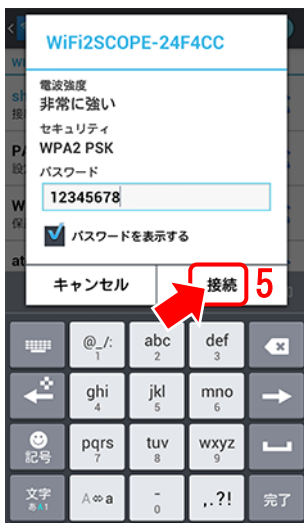 WiFi2SCOPE-24F4CC
電波強度
非常に強い
セキュリティ
WPA2 PSK
パスワード
12345678
パスワードを表示する
キャンセル
接続
5
@_/:
1
abc
2
def
3
ghi
4
jkl
5
mno
6
記号
pqrs
7
tuv
8
wxyz
9
文字
あA1
A⇔a
-
0
,.?!
完了